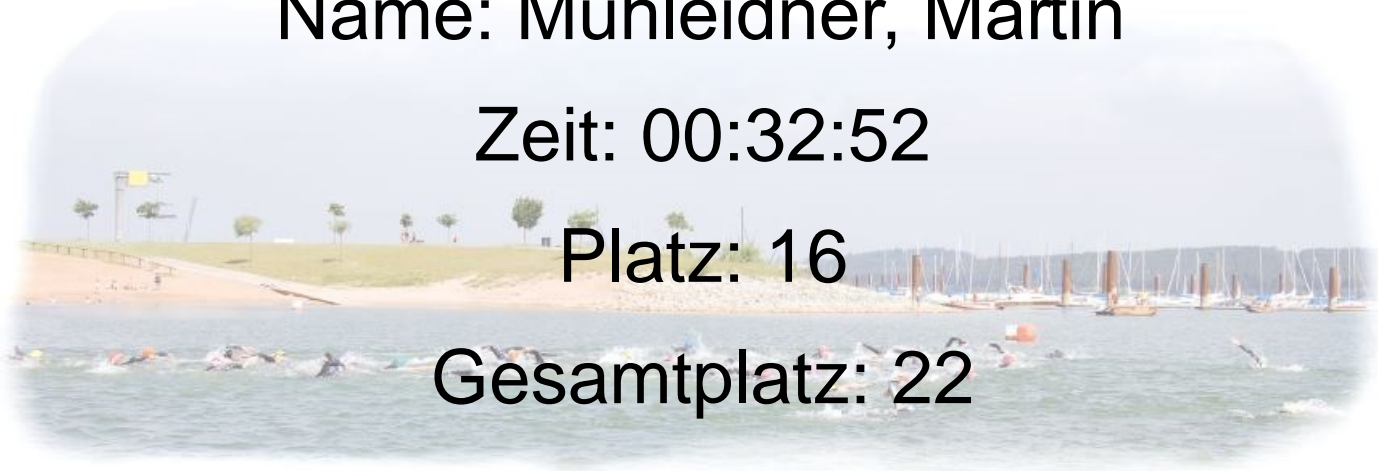 Name: Muhleidner, Martin
Zeit: 00:32:52
Platz: 16
Gesamtplatz: 22